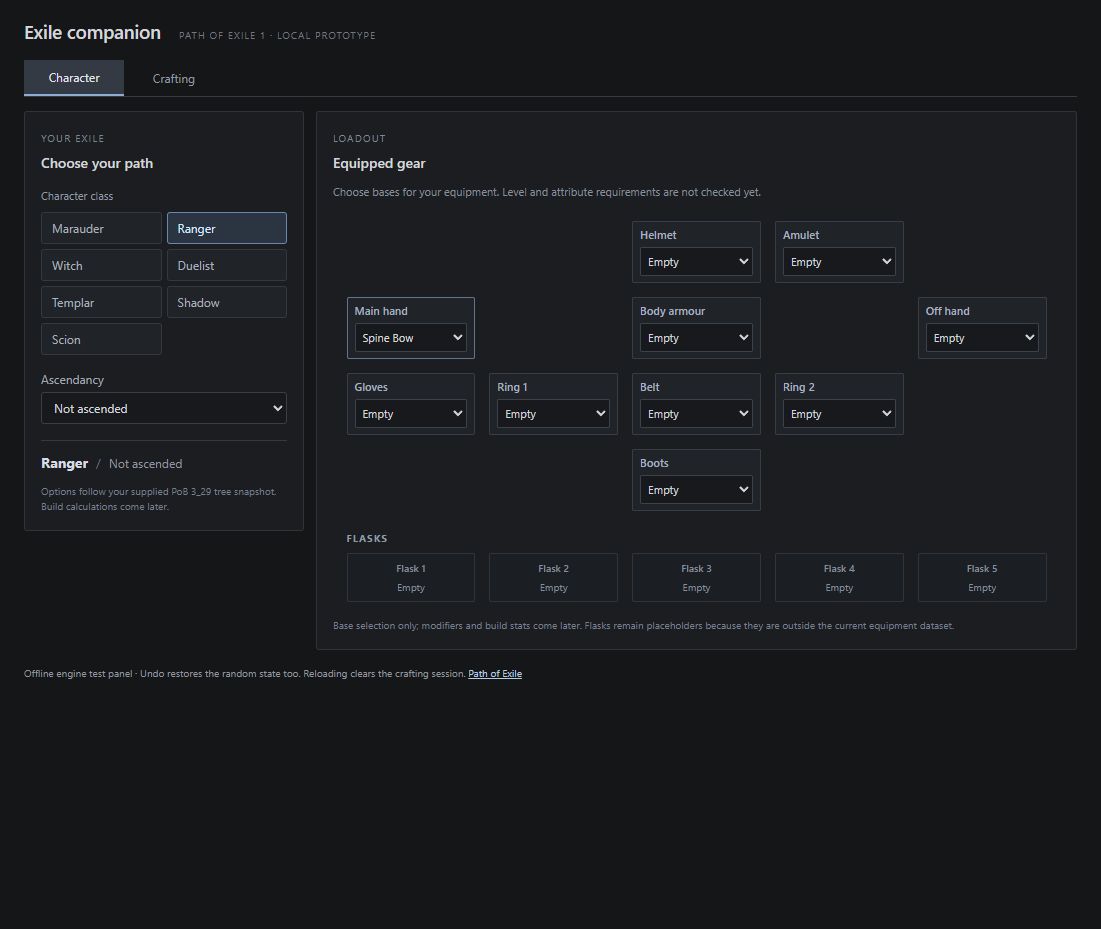 Exile companion PATH OF EXILE 1 · LOCAL PROTOTYPE
Character Crafting
YOUR EXILE
Choose your path
Character class
Marauder Ranger
Witch Duelist
Templar Shadow
Scion
Ascendancy
Not ascended
Ranger / Not ascended
Options follow your supplied PoB 3_29 tree snapshot.
Build calculations come later.
LOADOUT
Equipped gear
Choose bases for your equipment. Level and attribute requirements are not checked yet.
Helmet Amulet
Empty Empty
Main hand Body armour Off hand
Spine Bow Empty Empty
Gloves Ring 1 Belt Ring 2
Empty Empty Empty Empty
Boots
Empty
FLASKS
Flask 1 Flask 2 Flask 3 Flask 4 Flask 5
Empty Empty Empty Empty Empty
Base selection only; modifiers and build stats come later. Flasks remain placeholders because they are outside the current equipment dataset.
Offline engine test panel · Undo restores the random state too. Reloading clears the crafting session. Path of Exile